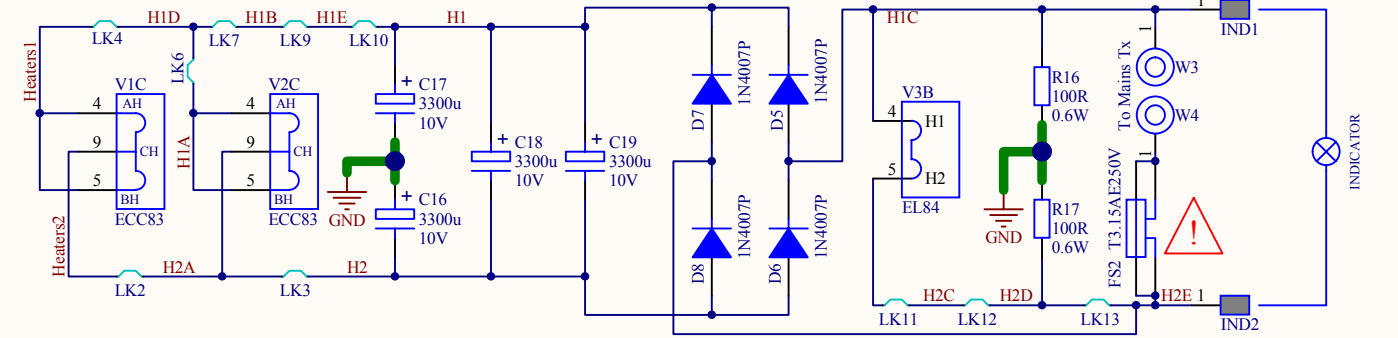 H1D
H1B
H1E
H1
H1C
1
IND1
LK4
LK7
LK9
LK10
Heaters1
LK6
V1C
4
AH
9
CH
5
BH
ECC83
H1A
V2C
4
AH
9
CH
5
BH
ECC83
+
C17
3300u
10V
GND
+
C16
3300u
10V
+
C18
3300u
10V
+
C19
3300u
10V
D7
1N4007P
D5
1N4007P
D8
1N4007P
D6
1N4007P
V3B
4
H1
5
H2
EL84
R16
100R
0.6W
GND
R17
100R
0.6W
To Mains Tx
1
W3
W4
1
FS2
T3.15AE250V
!
INDICATOR
Heaters2
H2A
H2
LK2
LK3
H2C
H2D
H2E
1
LK11
LK12
LK13
IND2